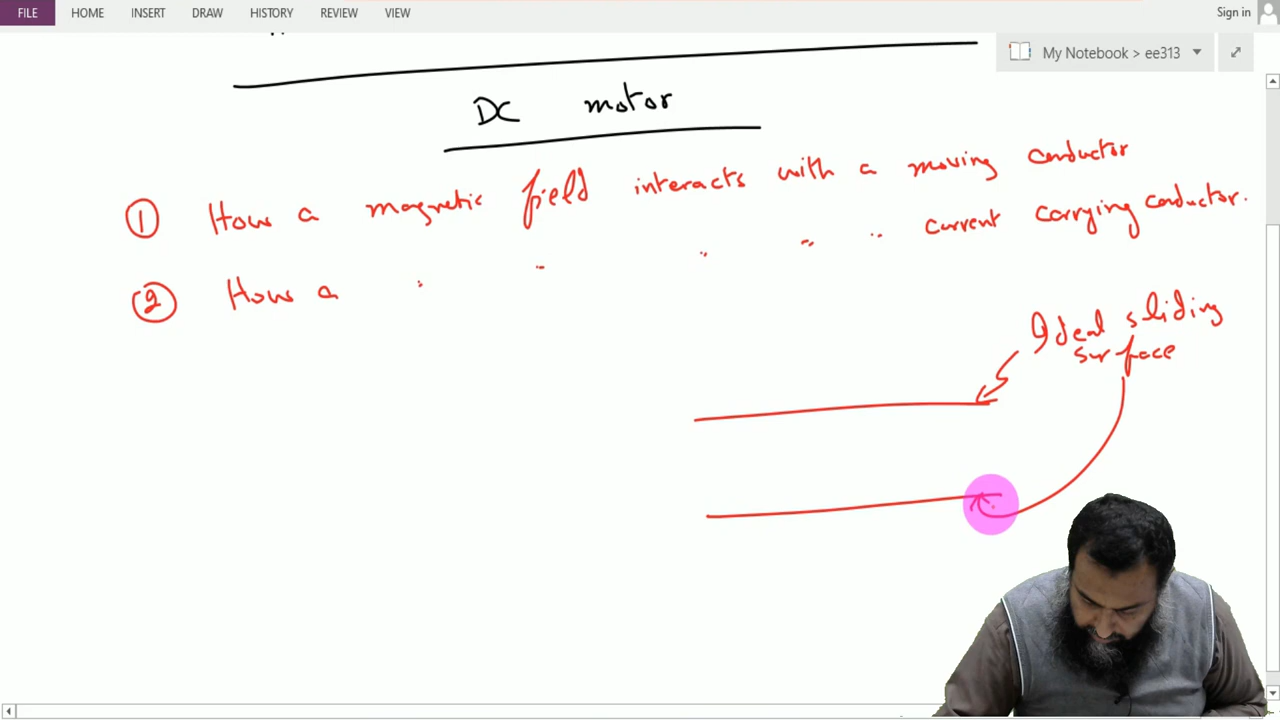 FILE HOME INSERT DRAW HISTORY REVIEW VIEW Sign in
My Notebook > ee313
DC motor
① How a magnetic field interacts with a moving conductor
② How a " " " " " current carrying conductor.
Ideal sliding
surface